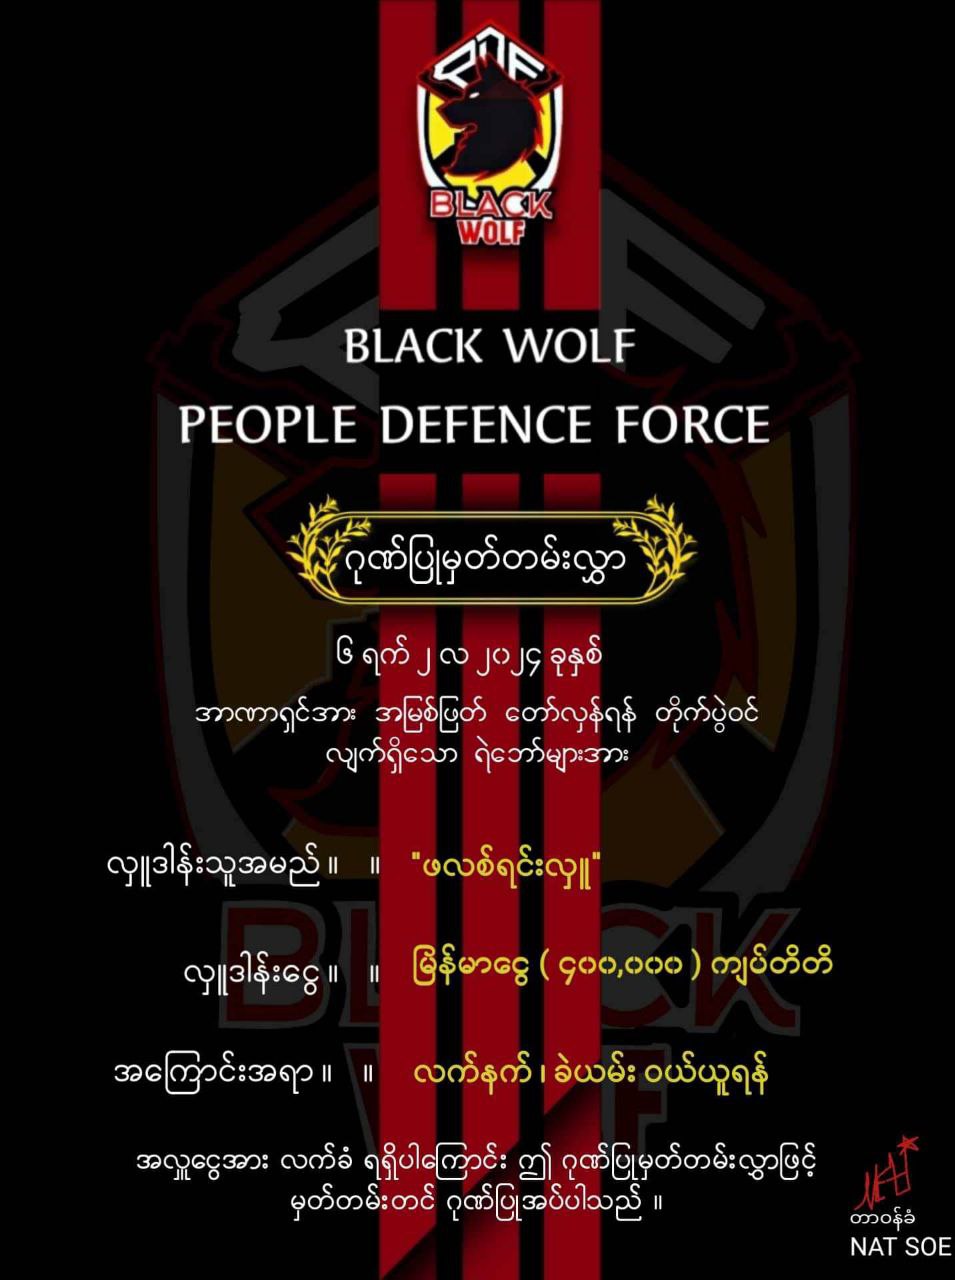 PDF
BLACK
WOLF
BLACK WOLF
PEOPLE DEFENCE FORCE
ဂုဏ်ပြုမှတ်တမ်းလွှာ
၆ ရက် ၂ လ ၂၀၂၄ ခုနှစ်
အာဏာရှင်အား အမြစ်ဖြတ် တော်လှန်ရန် တိုက်ပွဲဝင်
လျက်ရှိသော ရဲဘော်များအား
လှူဒါန်းသူအမည် ။ ။ "ဖလစ်ရင်းလှူ"
လှူဒါန်းငွေ ။ ။ မြန်မာငွေ ( ၄၀၀,၀၀၀ ) ကျပ်တိတိ
အကြောင်းအရာ ။ ။ လက်နက် ၊ ခဲယမ်း ဝယ်ယူရန်
အလှူငွေအား လက်ခံ ရရှိပါကြောင်း ဤ ဂုဏ်ပြုမှတ်တမ်းလွှာဖြင့်
မှတ်တမ်းတင် ဂုဏ်ပြုအပ်ပါသည် ။
တာဝန်ခံ
NAT SOE